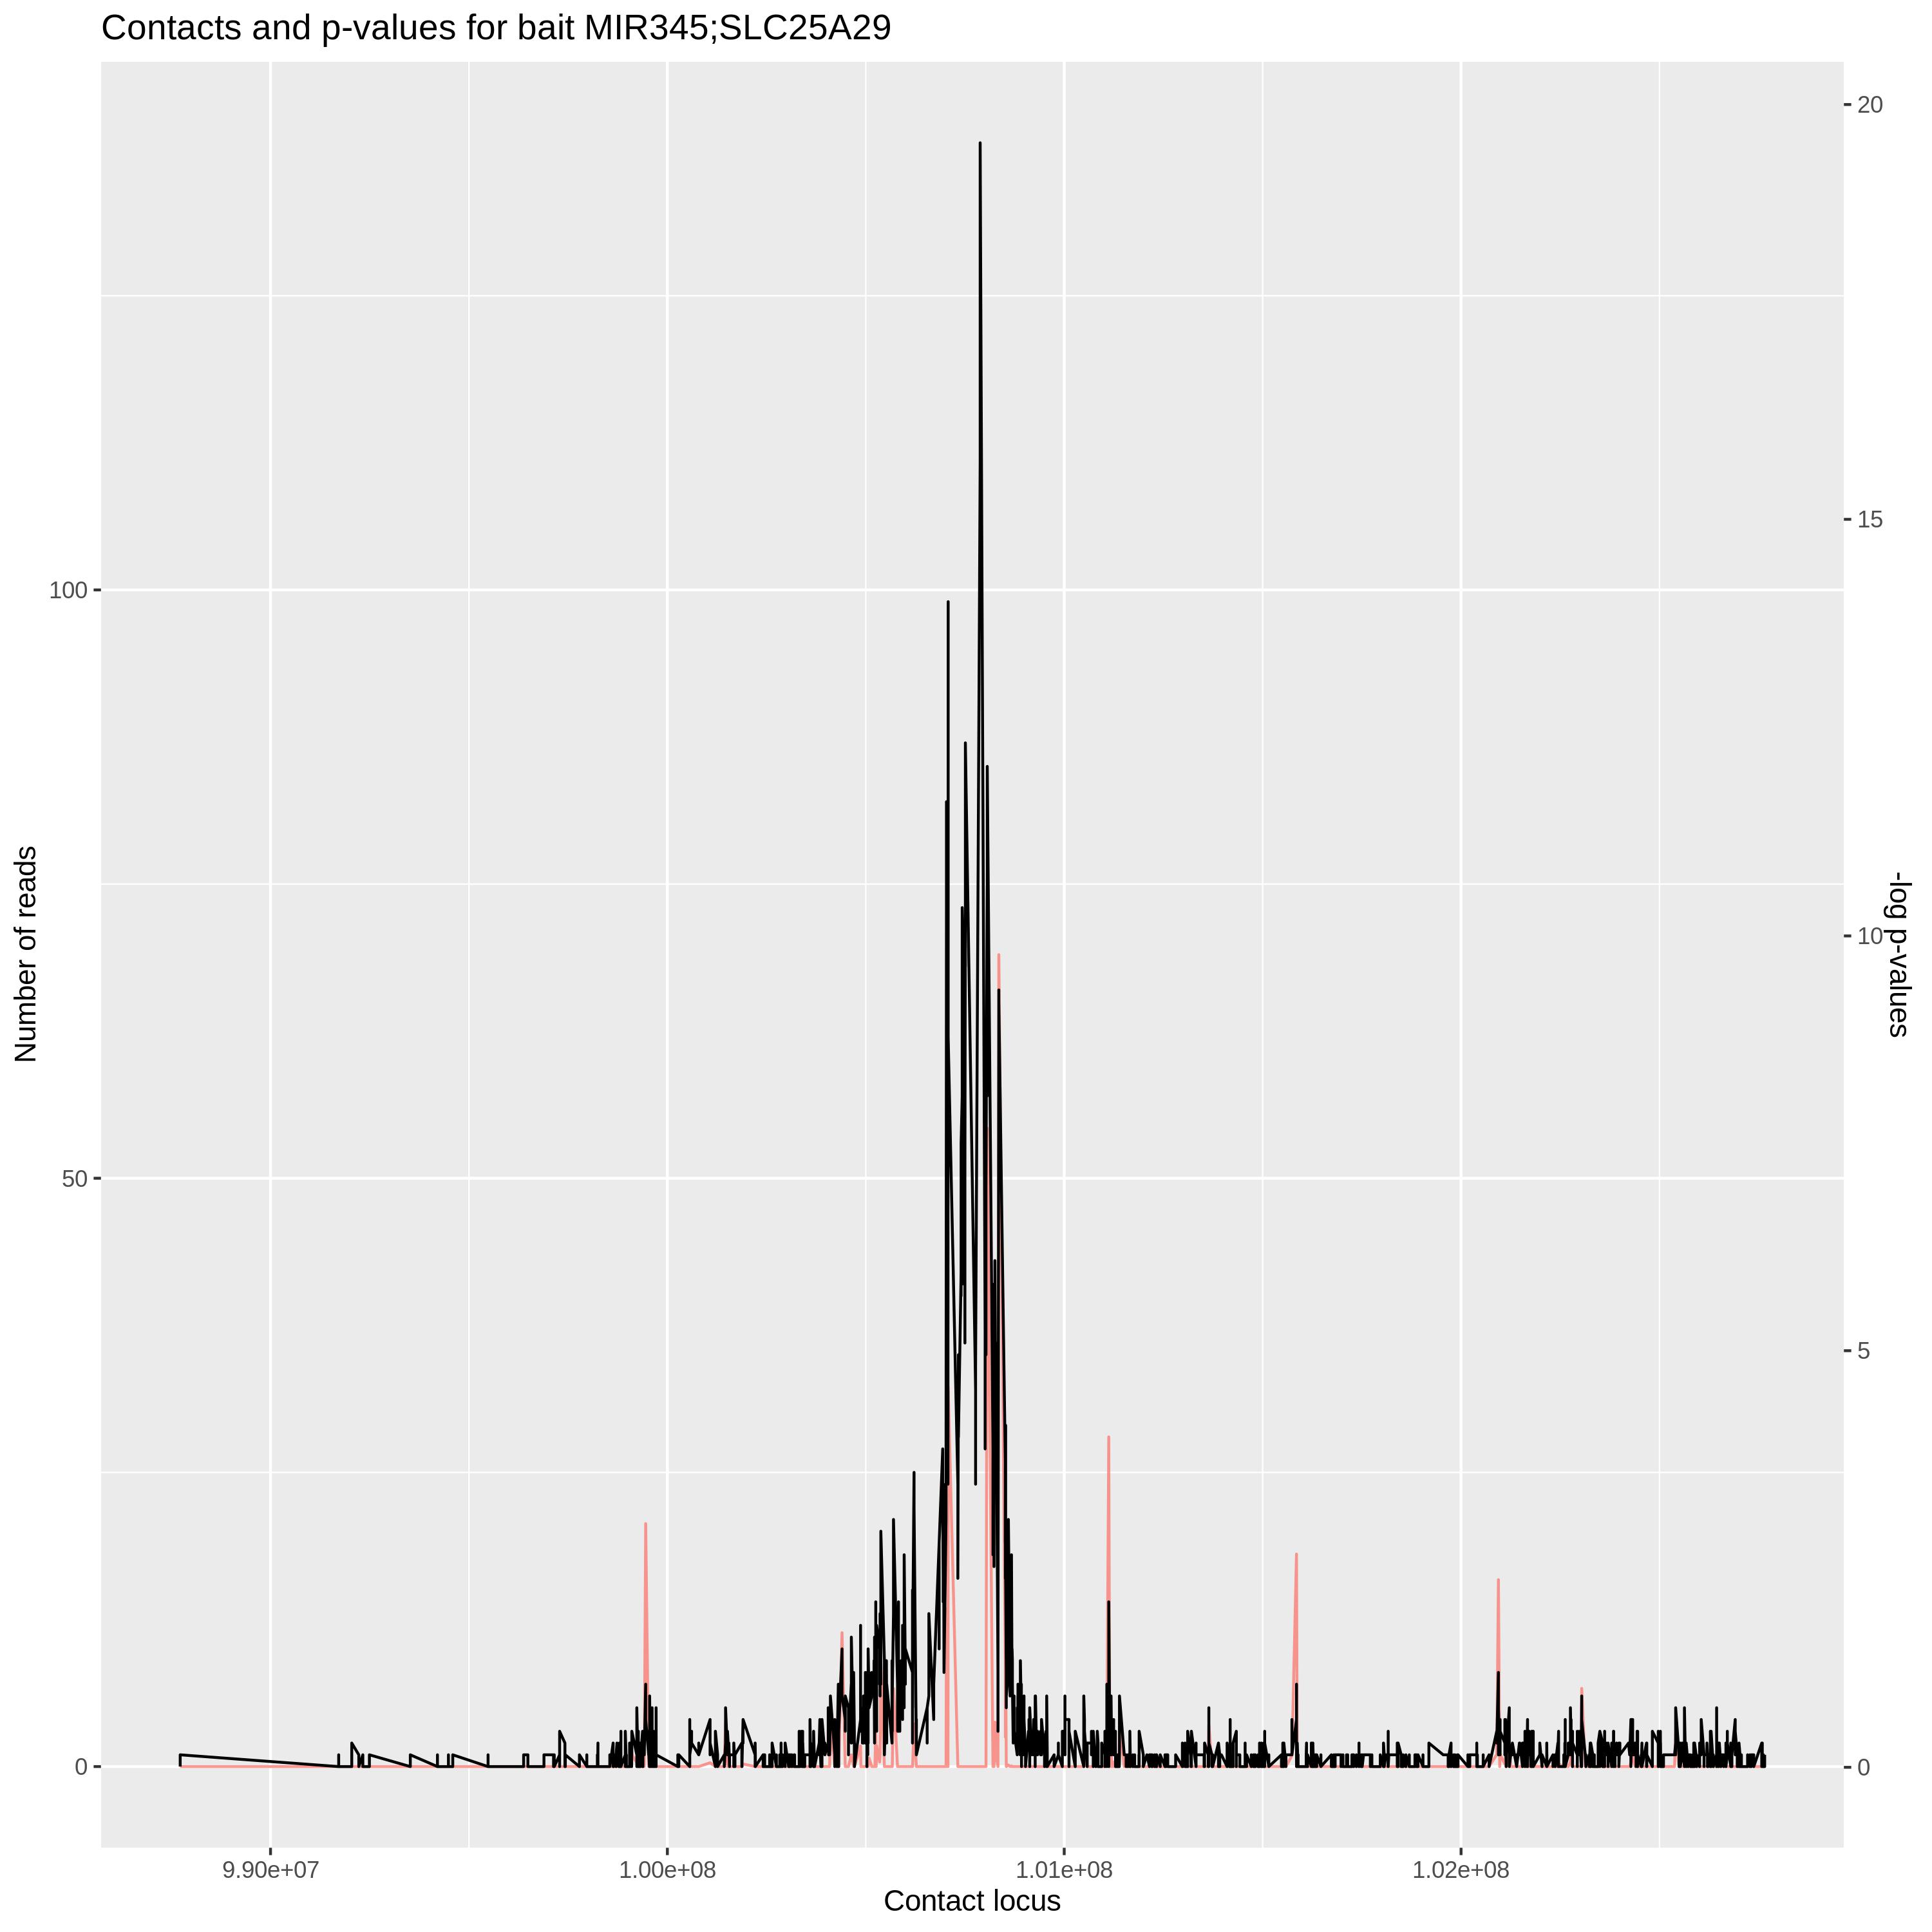 Contacts and p-values for bait MIR345;SLC25A29
Number of reads
100
50
0
20
15
10
5
0
-log p-values
9.90e+07
1.00e+08
1.01e+08
1.02e+08
Contact locus